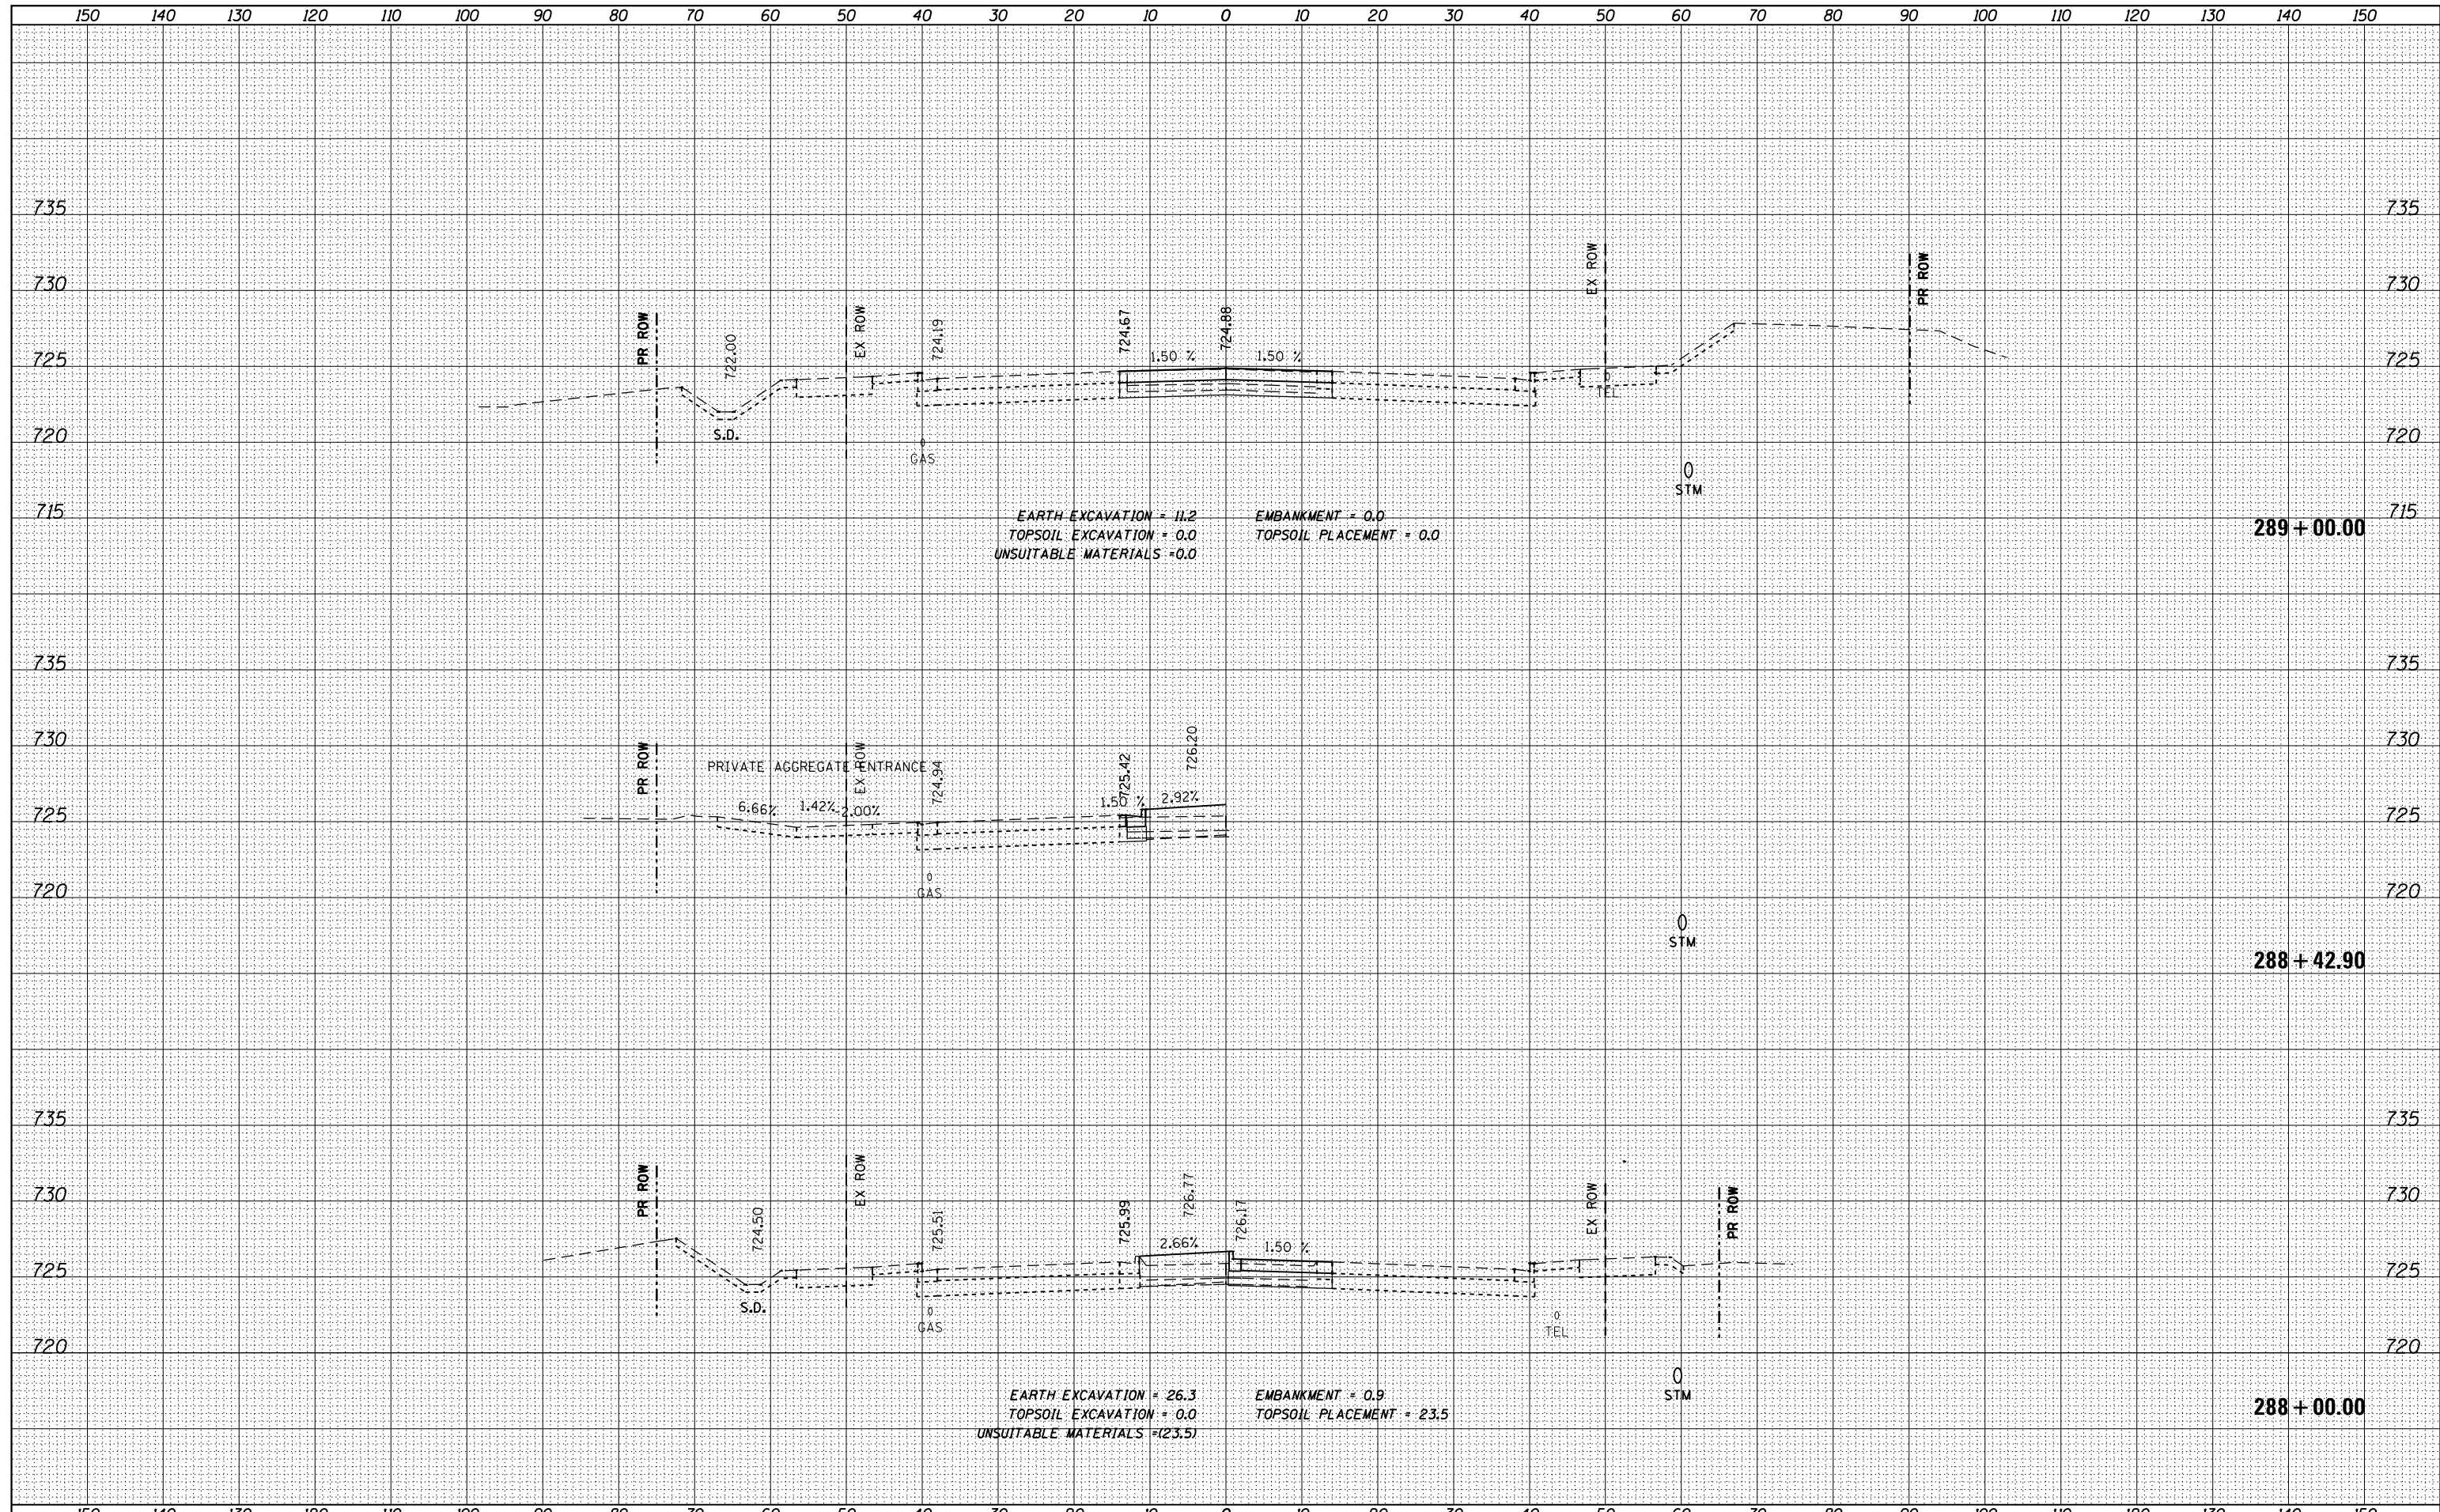 150 140 130 120 110 100 90 80 70 60 50 40 30 20 10 0 10 20 30 40 50 60 70 80 90 100 110 120 130 140 150
735 735
730 730
725 725
720 720
715 715
PR ROW
722.00
EX ROW
724.19
724.67
724.88
1.50 %
1.50 %
EX ROW
PR ROW
S.D.
0
GAS
0
TEL
0
STM
EARTH EXCAVATION = 11.2 EMBANKMENT = 0.0
TOPSOIL EXCAVATION = 0.0 TOPSOIL PLACEMENT = 0.0
UNSUITABLE MATERIALS =0.0
289+00.00
735 735
730 730
725 725
720 720
PR ROW
PRIVATE AGGREGATE ENTRANCE
EX ROW
724.94
6.66%
1.42%
-2.00%
725.42
726.20
1.50 %
2.92%
0
GAS
0
STM
288+42.90
735 735
730 730
725 725
720 720
PR ROW
724.50
EX ROW
725.51
725.99
726.77
726.17
2.66%
1.50 %
EX ROW
PR ROW
S.D.
0
GAS
0
TEL
0
STM
EARTH EXCAVATION = 26.3 EMBANKMENT = 0.9
TOPSOIL EXCAVATION = 0.0 TOPSOIL PLACEMENT = 23.5
UNSUITABLE MATERIALS =(23.5)
288+00.00
150 140 130 120 110 100 90 80 70 60 50 40 30 20 10 0 10 20 30 40 50 60 70 80 90 100 110 120 130 140 150